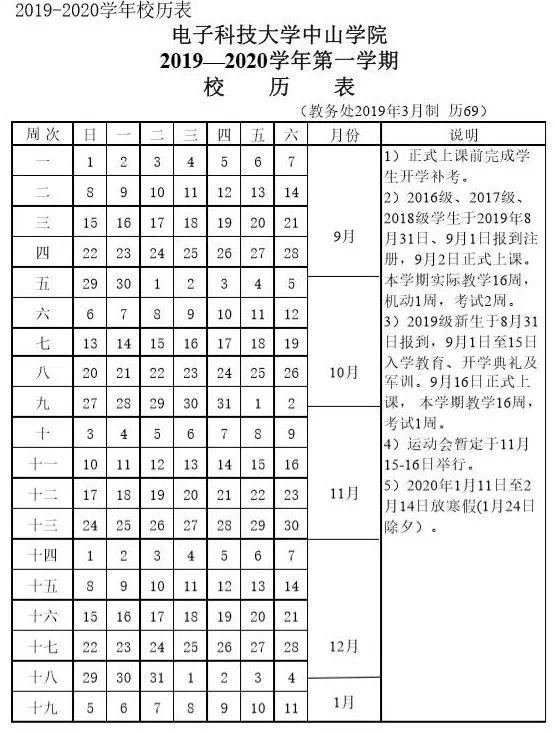 2019-2020学年校历表
电子科技大学中山学院
2019—2020学年第一学期
校 历 表
（教务处2019年3月制 历69）
周次 日 一 二 三 四 五 六 月份 说明
一 1 2 3 4 5 6 7
二 8 9 10 11 12 13 14
三 15 16 17 18 19 20 21
四 22 23 24 25 26 27 28
9月
五 29 30 1 2 3 4 5
六 6 7 8 9 10 11 12
七 13 14 15 16 17 18 19
八 20 21 22 23 24 25 26
10月
九 27 28 29 30 31 1 2
十 3 4 5 6 7 8 9
十一 10 11 12 13 14 15 16
十二 17 18 19 20 21 22 23
11月
十三 24 25 26 27 28 29 30
十四 1 2 3 4 5 6 7
十五 8 9 10 11 12 13 14
十六 15 16 17 18 19 20 21
十七 22 23 24 25 26 27 28
12月
十八 29 30 31 1 2 3 4
十九 5 6 7 8 9 10 11
1月
1）正式上课前完成学
生开学补考。
2）2016级、2017级、
2018级学生于2019年8
月31日、9月1日报到注
册，9月2日正式上课。
本学期实际教学16周，
机动1周，考试2周。
3）2019级新生于8月31
日报到，9月1日至15日
入学教育、开学典礼及
军训。9月16日正式上
课， 本学期教学16周，
考试1周。
4）运动会暂定于11月
15-16日举行。
5）2020年1月11日至2
月14日放寒假(1月24日
除夕）。